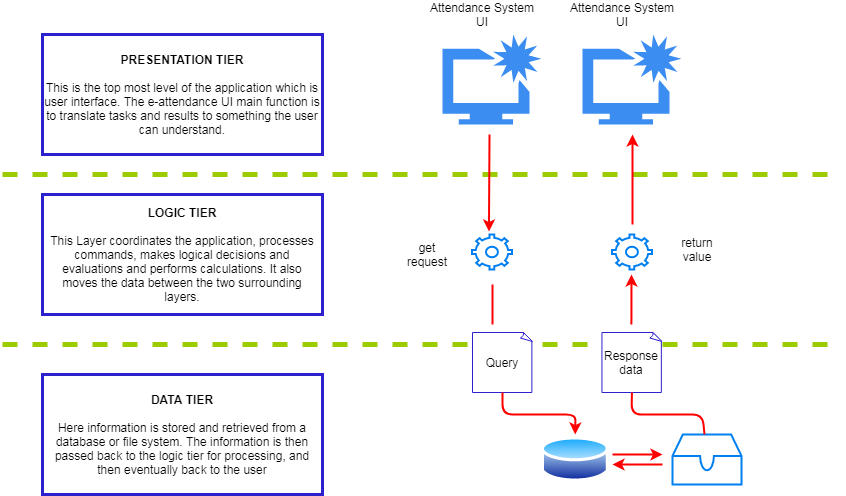 Attendance System
UI
Attendance System
UI
PRESENTATION TIER
This is the top most level of the application which is
user interface. The e-attendance UI main function is
to translate tasks and results to something the user
can understand.
LOGIC TIER
This Layer coordinates the application, processes
commands, makes logical decisions and
evaluations and performs calculations. It also
moves the data between the two surrounding
layers.
get
request
return
value
Query
Response
data
DATA TIER
Here information is stored and retrieved from a
database or file system. The information is then
passed back to the logic tier for processing, and
then eventually back to the user